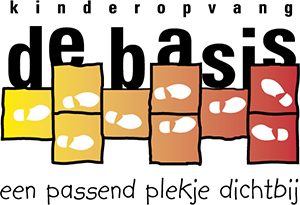 kinderopvang
de basis
een passend plekje dichtbij